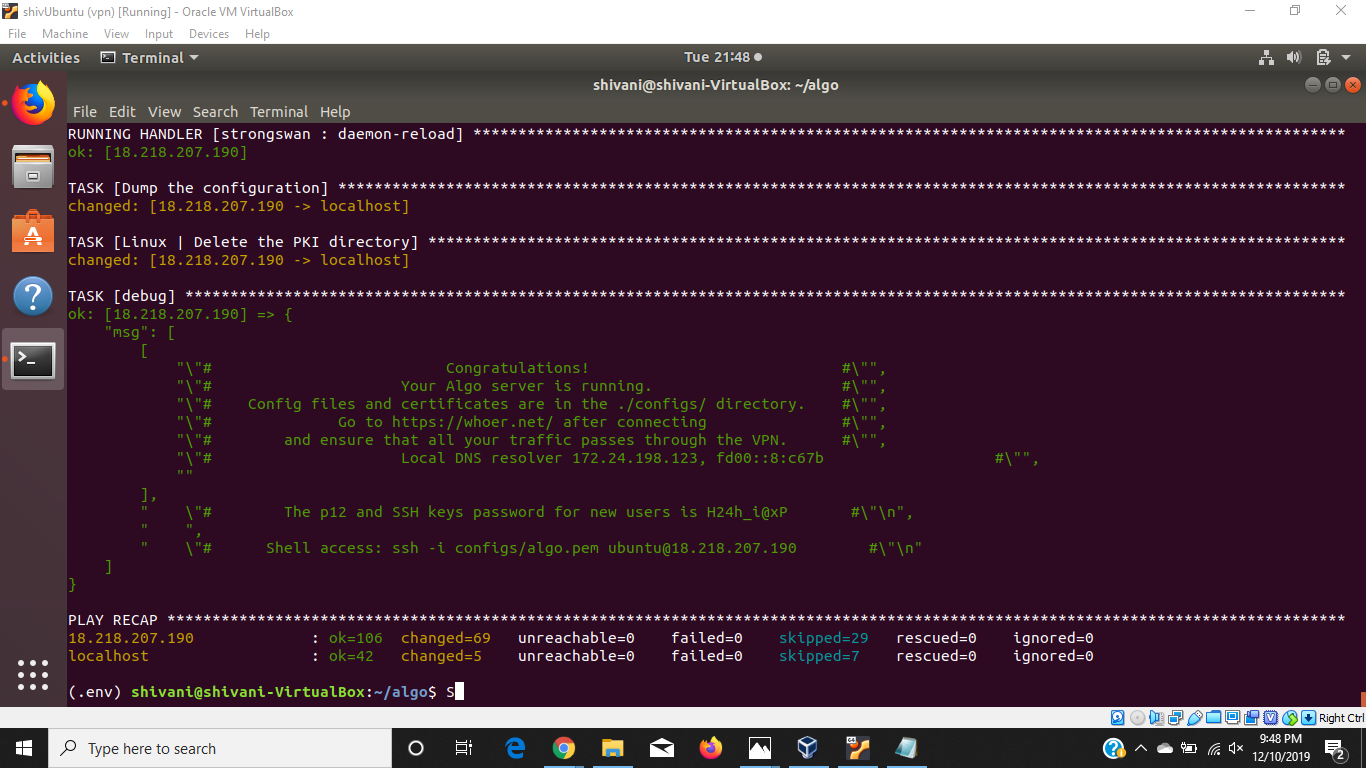 shivUbuntu (vpn) [Running] - Oracle VM VirtualBox
File Machine View Input Devices Help
Activities Terminal Tue 21:48
shivani@shivani-VirtualBox: ~/algo
File Edit View Search Terminal Help
RUNNING HANDLER [strongswan : daemon-reload] *************************************************************************************************
ok: [18.218.207.190]
TASK [Dump the configuration] ****************************************************************************************************************
changed: [18.218.207.190 -> localhost]
TASK [Linux | Delete the PKI directory] ******************************************************************************************************
changed: [18.218.207.190 -> localhost]
TASK [debug] *********************************************************************************************************************************
ok: [18.218.207.190] => {
"msg": [
[
"\"# Congratulations! #\"",
"\"# Your Algo server is running. #\"",
"\"# Config files and certificates are in the ./configs/ directory. #\"",
"\"# Go to https://whoer.net/ after connecting #\"",
"\"# and ensure that all your traffic passes through the VPN. #\"",
"\"# Local DNS resolver 172.24.198.123, fd00::8:c67b #\"",
""
],
" \"# The p12 and SSH keys password for new users is H24h_i@xP #\"\n",
" ",
" \"# Shell access: ssh -i configs/algo.pem ubuntu@18.218.207.190 #\"\n"
]
}
PLAY RECAP ***********************************************************************************************************************************
18.218.207.190 : ok=106 changed=69 unreachable=0 failed=0 skipped=29 rescued=0 ignored=0
localhost : ok=42 changed=5 unreachable=0 failed=0 skipped=7 rescued=0 ignored=0
(.env) shivani@shivani-VirtualBox:~/algo$ S
Right Ctrl
Type here to search
9:48 PM
12/10/2019
2